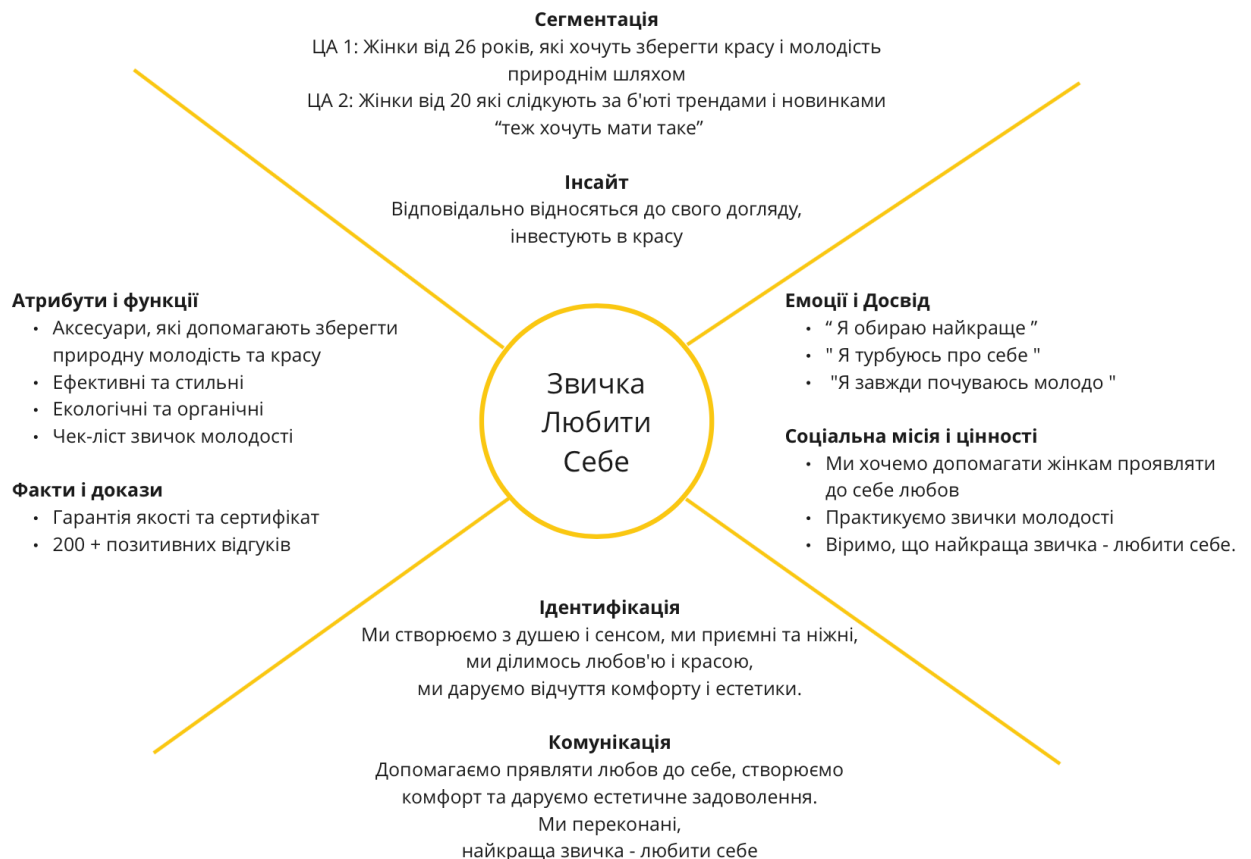 Сегментація
ЦА 1: Жінки від 26 років, які хочуть зберегти красу і молодість
природнім шляхом
ЦА 2: Жінки від 20 які слідкують за б'юті трендами і новинками
“теж хочуть мати таке”
Інсайт
Відповідально відносяться до свого догляду,
інвестують в красу
Атрибути і функції
• Аксесуари, які допомагають зберегти
природну молодість та красу
• Ефективні та стильні
• Екологічні та органічні
• Чек-ліст звичок молодості
Факти і докази
• Гарантія якості та сертифікат
• 200 + позитивних відгуків
Звичка
Любити
Себе
Емоції і Досвід
• “ Я обираю найкраще ”
• " Я турбуюсь про себе "
• "Я завжди почуваюсь молодо "
Соціальна місія і цінності
• Ми хочемо допомагати жінкам проявляти
до себе любов
• Практикуємо звички молодості
• Віримо, що найкраща звичка - любити себе.
Ідентифікація
Ми створюємо з душею і сенсом, ми приємні та ніжні,
ми ділимось любов'ю і красою,
ми даруємо відчуття комфорту і естетики.
Комунікація
Допомагаємо прявляти любов до себе, створюємо
комфорт та даруємо естетичне задоволення.
Ми переконані,
найкраща звичка - любити себе